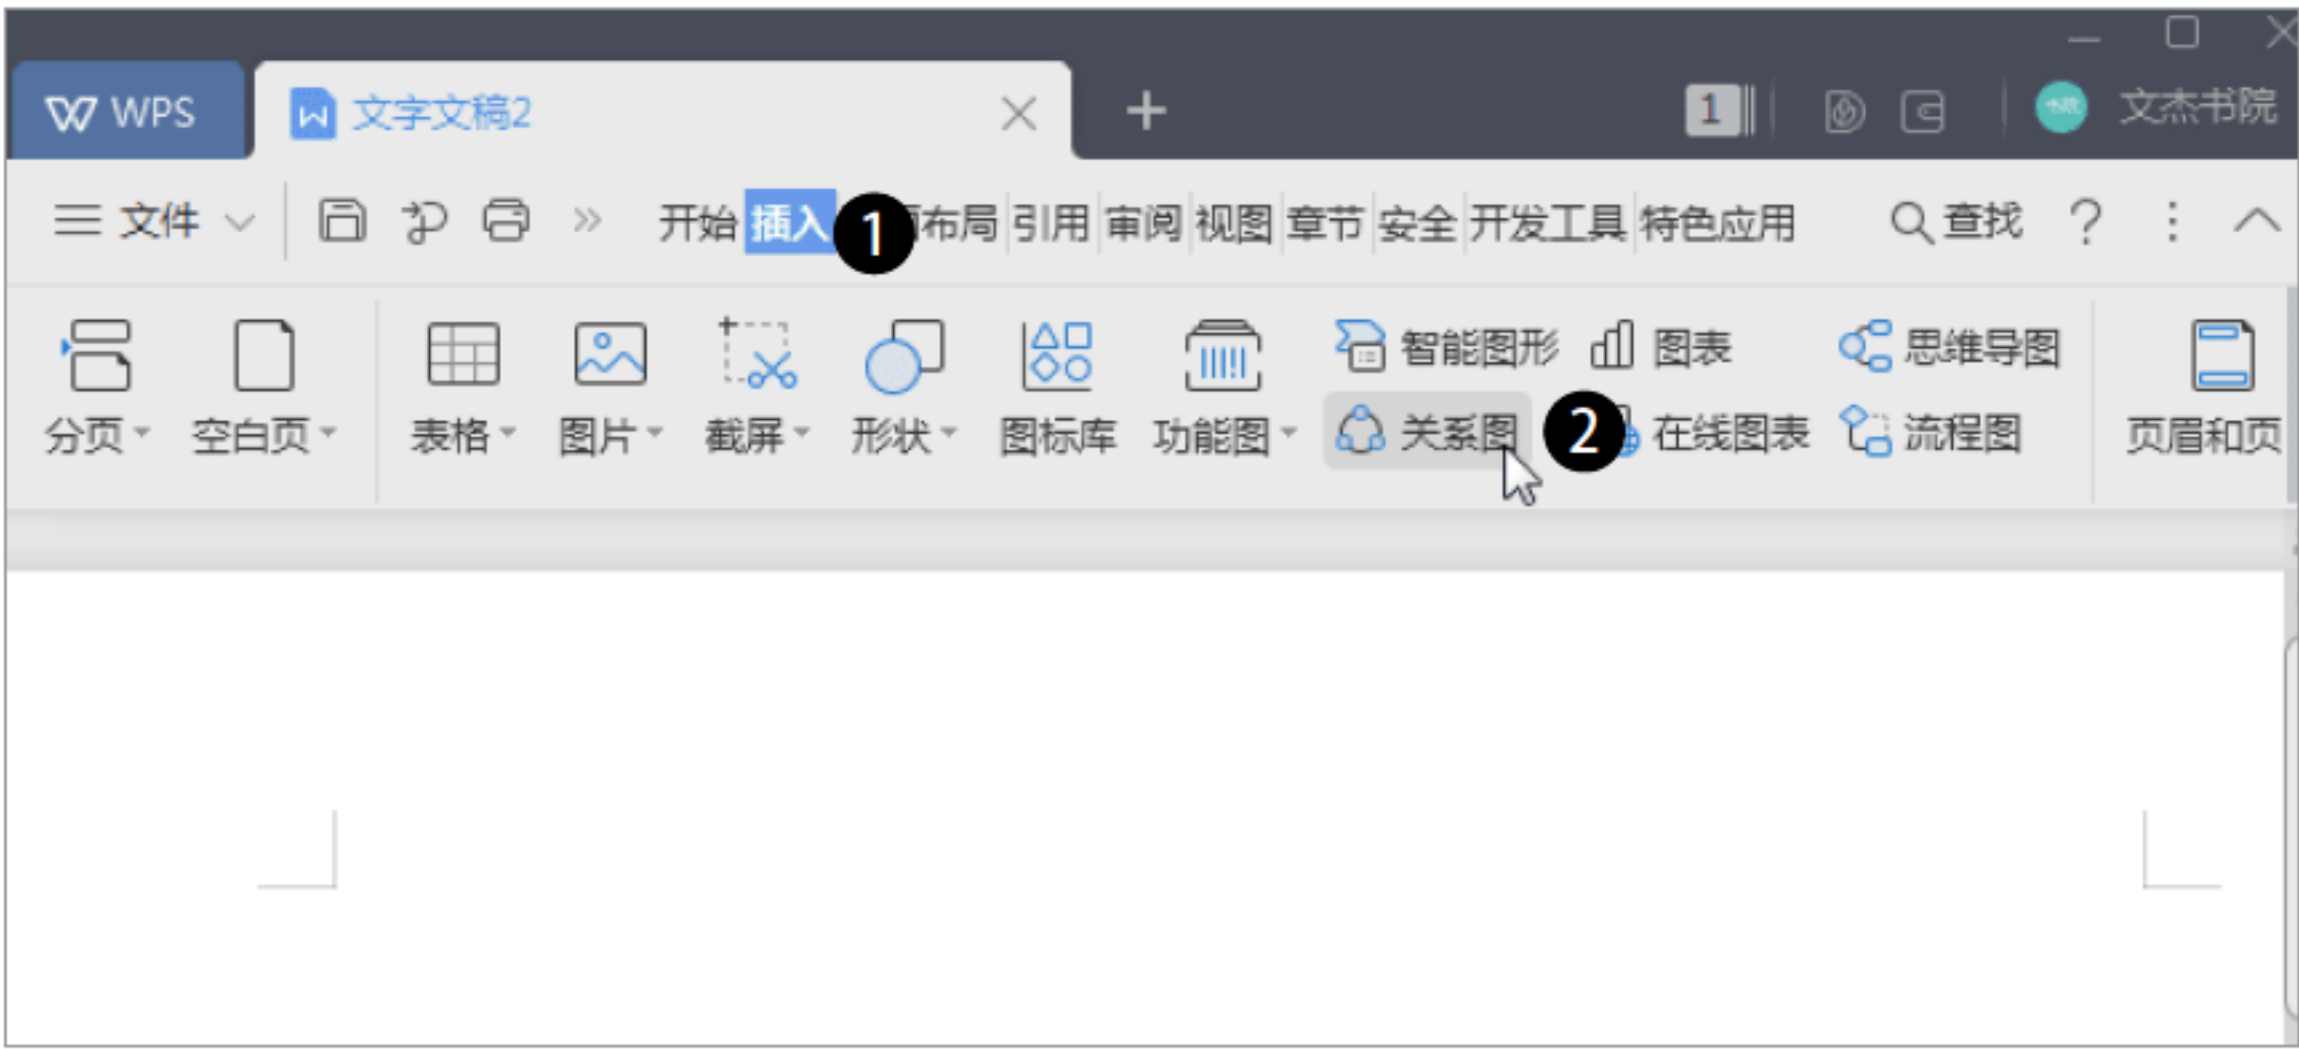 WPS 文字文稿2 1 文杰书院
文件 开始 插入 1 布局 引用 审阅 视图 章节 安全 开发工具 特色应用 查找
智能图形 图表 思维导图
分页 空白页 表格 图片 截屏 形状 图标库 功能图 关系图 2 在线图表 流程图 页眉和页